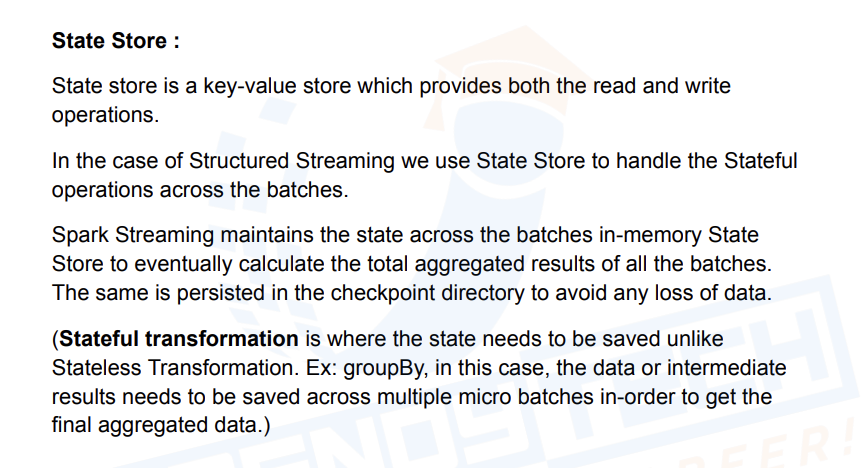 State Store :
State store is a key-value store which provides both the read and write
operations.
In the case of Structured Streaming we use State Store to handle the Stateful
operations across the batches.
Spark Streaming maintains the state across the batches in-memory State
Store to eventually calculate the total aggregated results of all the batches.
The same is persisted in the checkpoint directory to avoid any loss of data.
(Stateful transformation is where the state needs to be saved unlike
Stateless Transformation. Ex: groupBy, in this case, the data or intermediate
results needs to be saved across multiple micro batches in-order to get the
final aggregated data.)